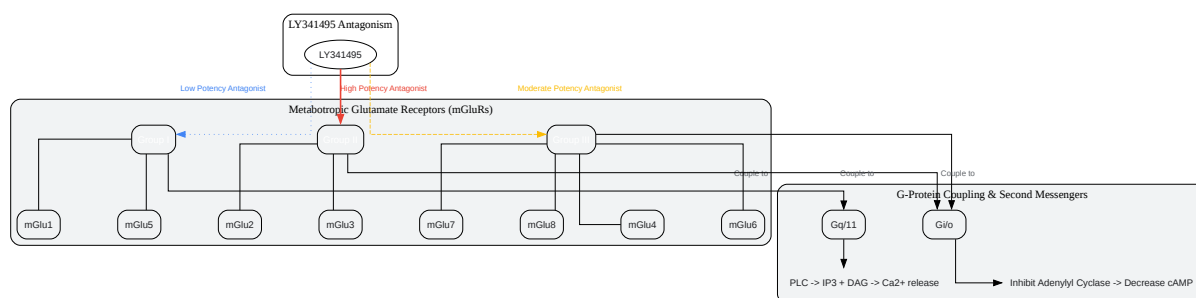 LY341495 Antagonism
LY341495
Low Potency Antagonist
High Potency Antagonist
Moderate Potency Antagonist
Metabotropic Glutamate Receptors (mGluRs)
Couple to
Couple to
Couple to
G-Protein Coupling & Second Messengers
mGlu1
mGlu5
mGlu2
mGlu3
mGlu7
mGlu8
mGlu4
mGlu6
Gq/11
Gi/o
PLC -> IP3 + DAG -> Ca2+ release
Inhibit Adenylyl Cyclase -> Decrease cAMP